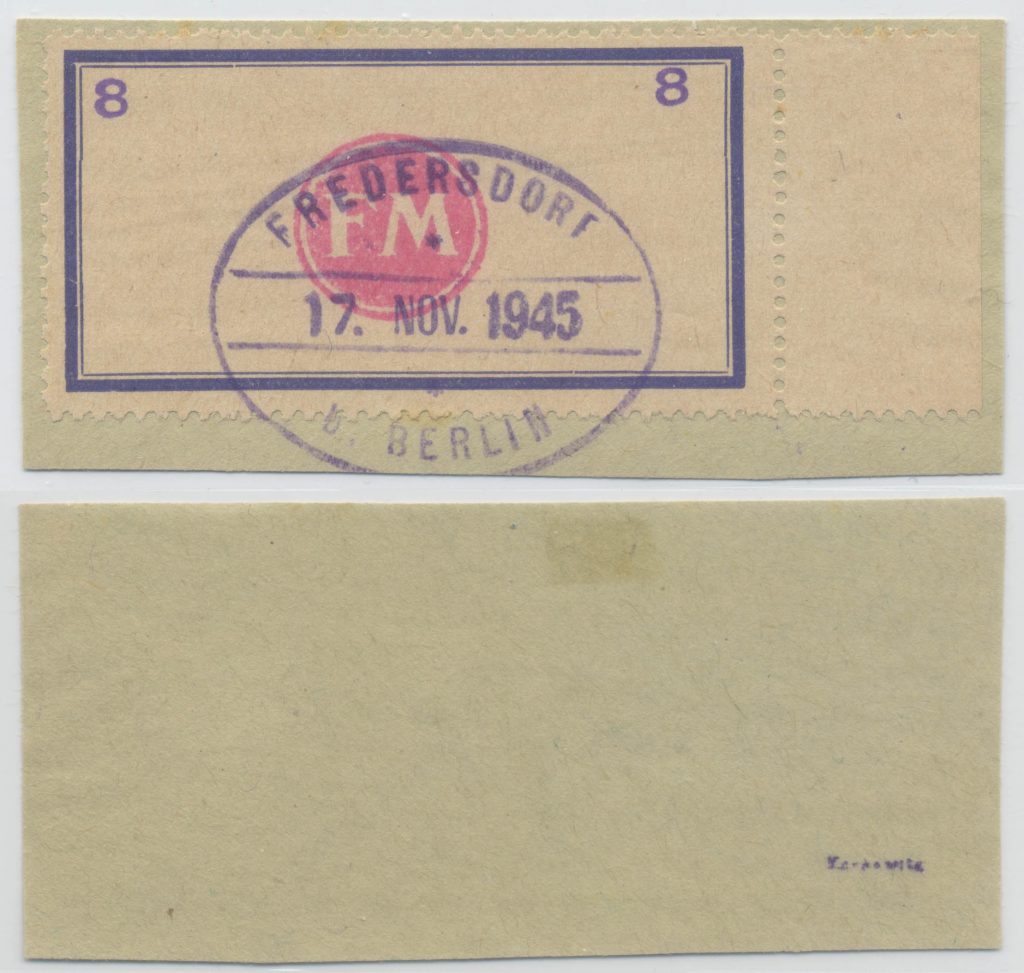 8 8
FM
FREDERSDORF
17. NOV. 1945
b. BERLIN